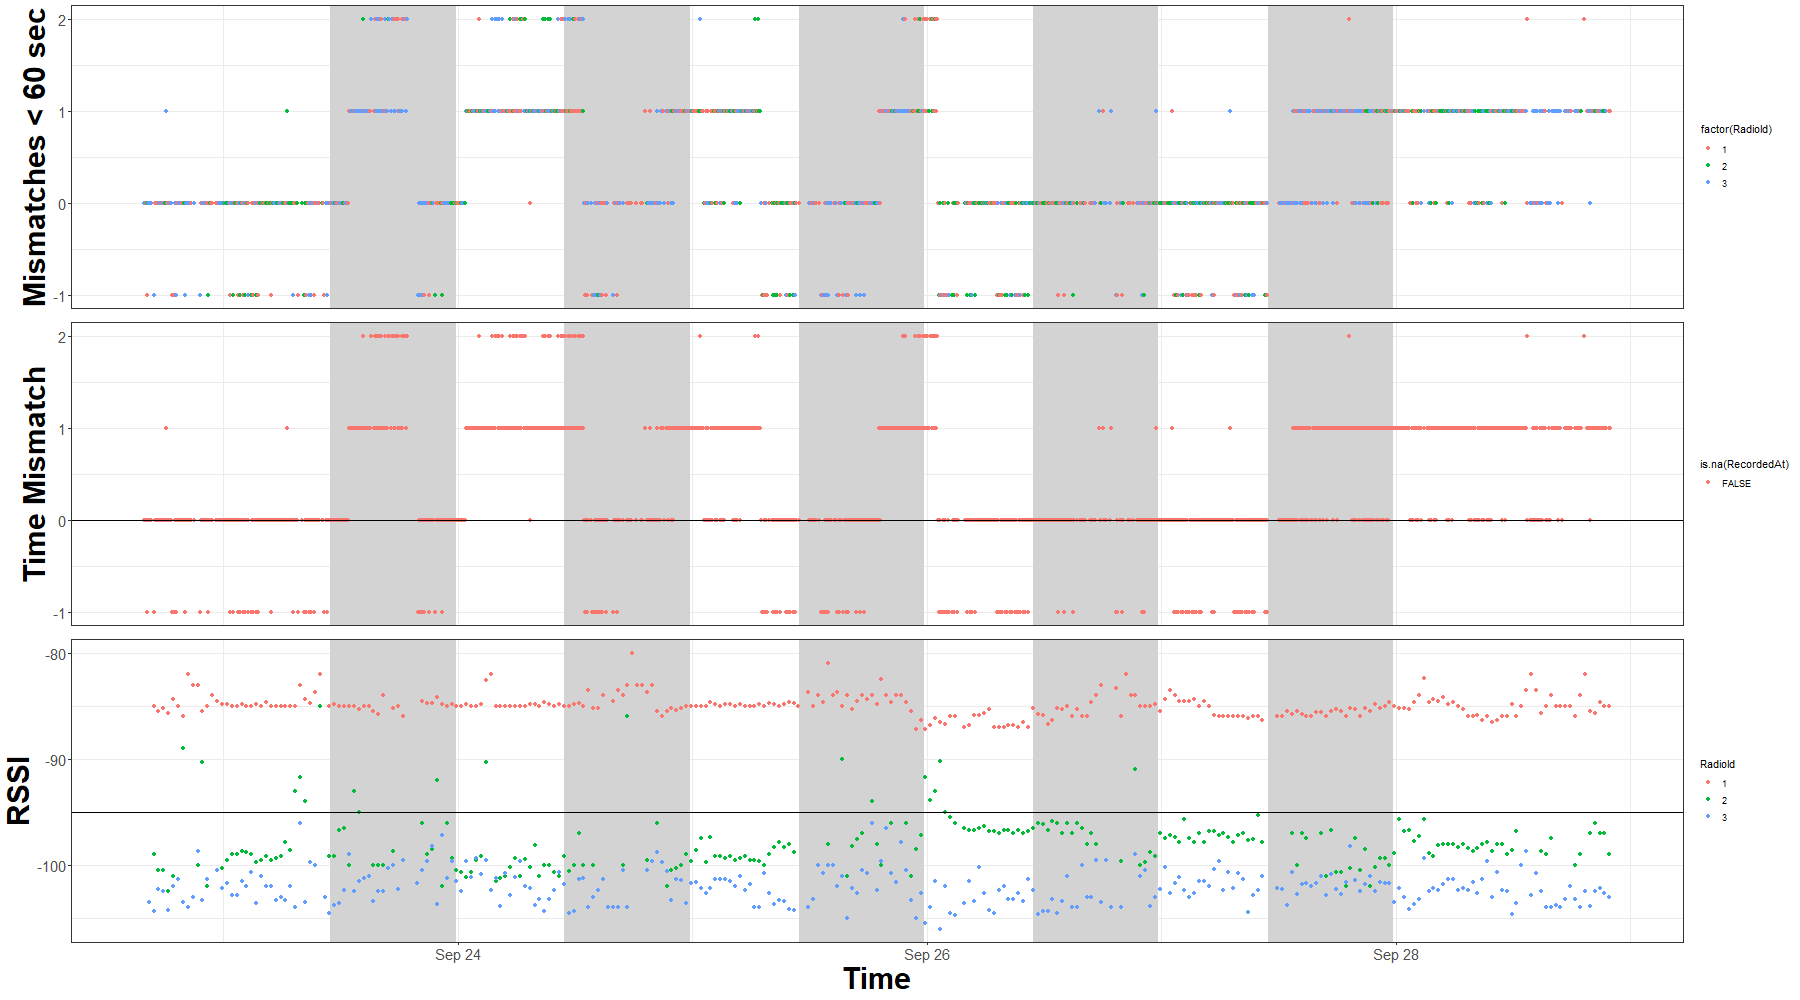 Mismatches < 60 sec
2
1
0
-1
factor(RadioId)
1
2
3
Time Mismatch
2
1
0
-1
is.na(RecordedAt)
FALSE
RSSI
-80
-90
-100
RadioId
1
2
3
Sep 24
Sep 26
Sep 28
Time